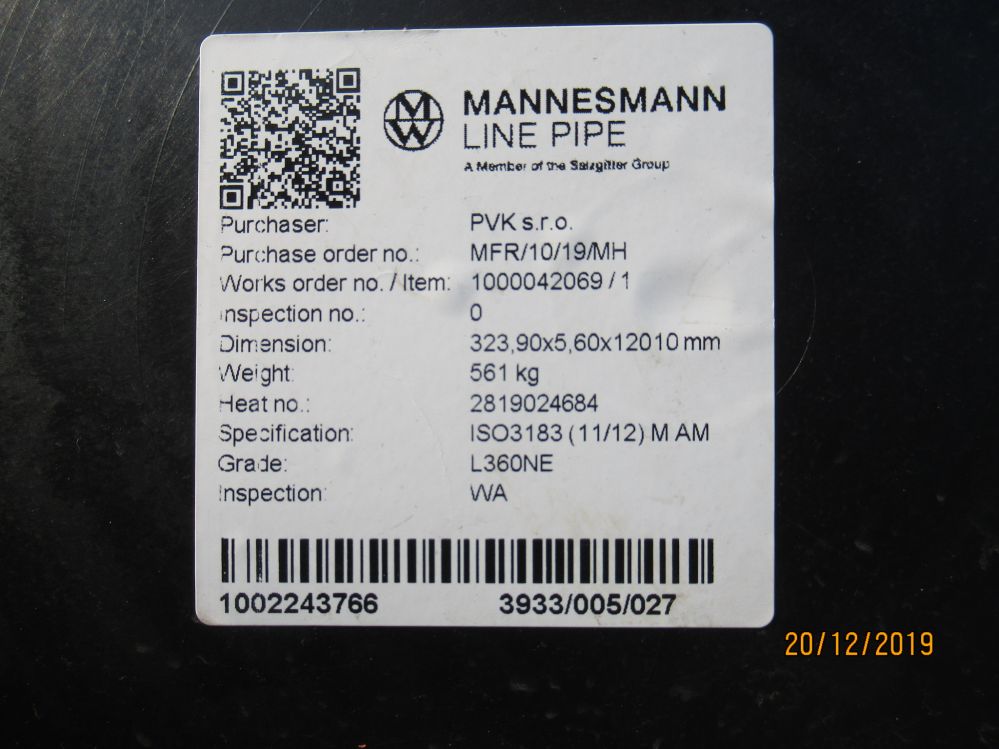 MANNESMANN
LINE PIPE
A Member of the Salzgitter Group
Purchaser: PVK s.r.o.
Purchase order no.: MFR/10/19/MH
Works order no. / Item: 1000042069 / 1
Inspection no.: 0
Dimension: 323,90x5,60x12010 mm
Weight: 561 kg
Heat no.: 2819024684
Specification: ISO3183 (11/12) M AM
Grade: L360NE
Inspection: WA
1002243766 3933/005/027
20/12/2019